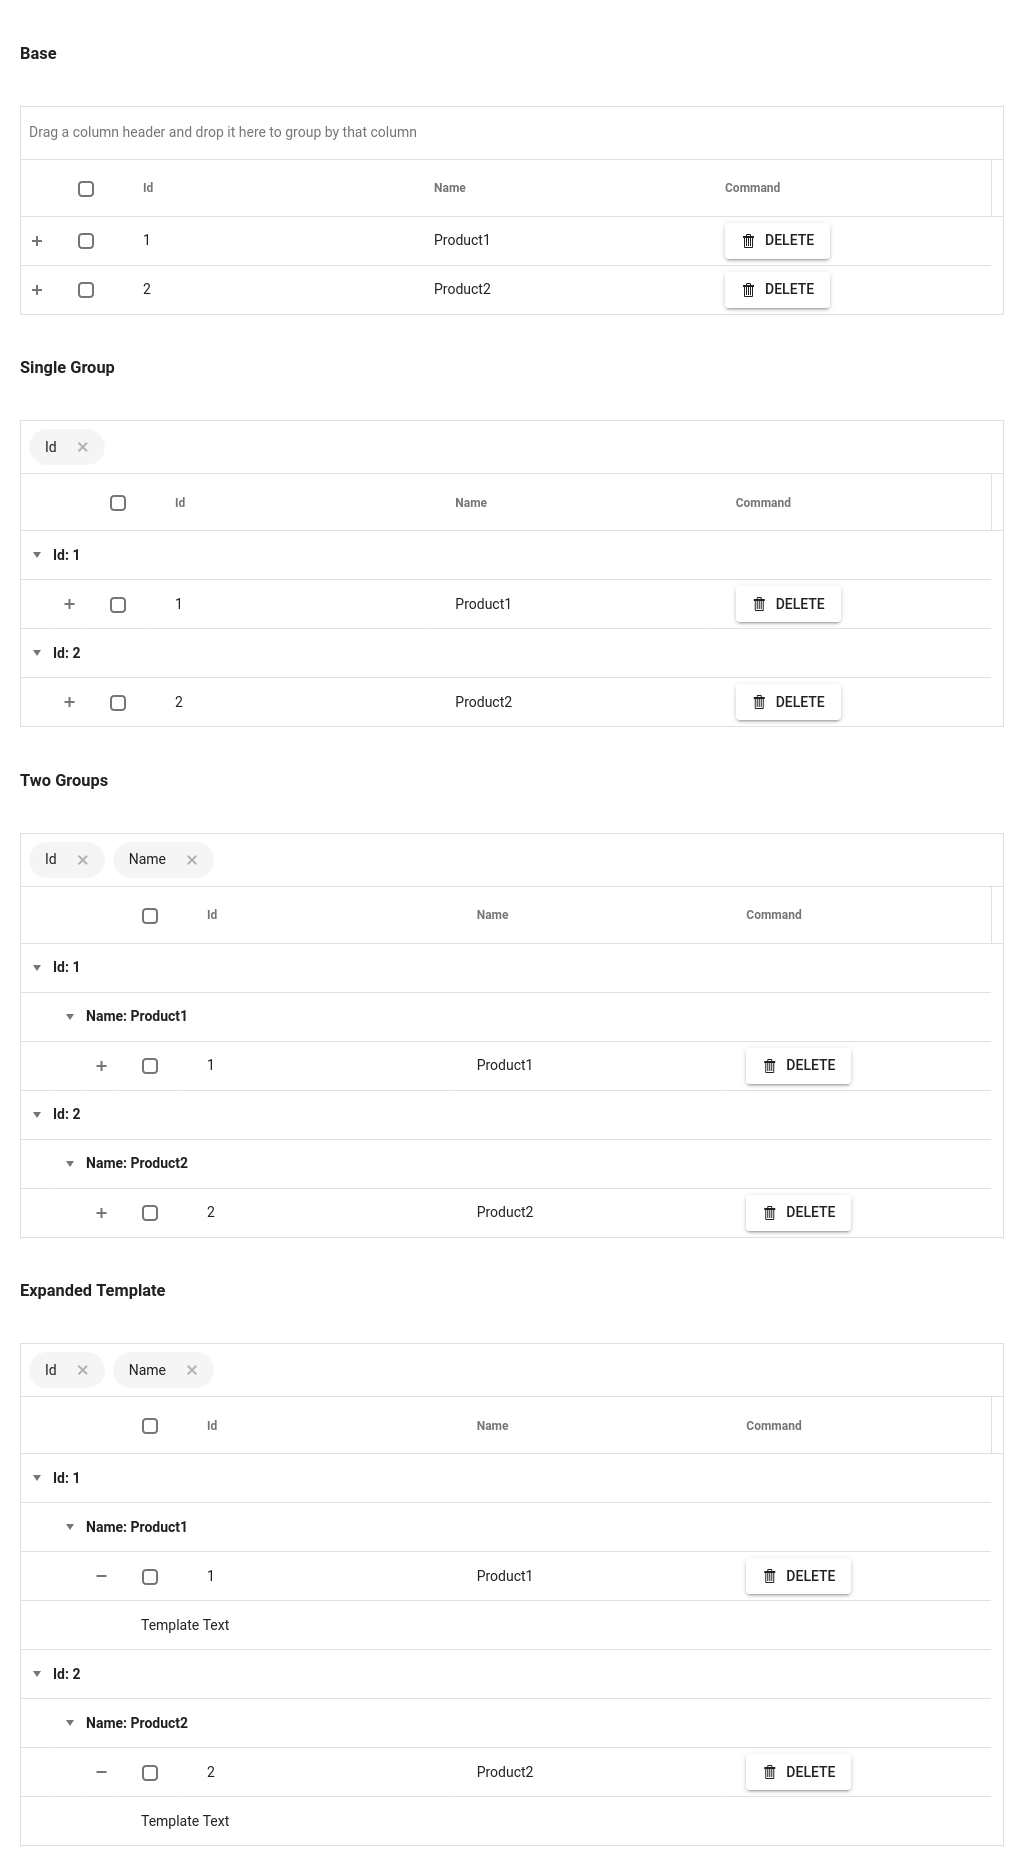 Base
Drag a column header and drop it here to group by that column
Id Name Command
1 Product1 DELETE
2 Product2 DELETE
Single Group
Id
Id Name Command
Id: 1
1 Product1 DELETE
Id: 2
2 Product2 DELETE
Two Groups
Id Name
Id Name Command
Id: 1
Name: Product1
1 Product1 DELETE
Id: 2
Name: Product2
2 Product2 DELETE
Expanded Template
Id Name
Id Name Command
Id: 1
Name: Product1
1 Product1 DELETE
Template Text
Id: 2
Name: Product2
2 Product2 DELETE
Template Text